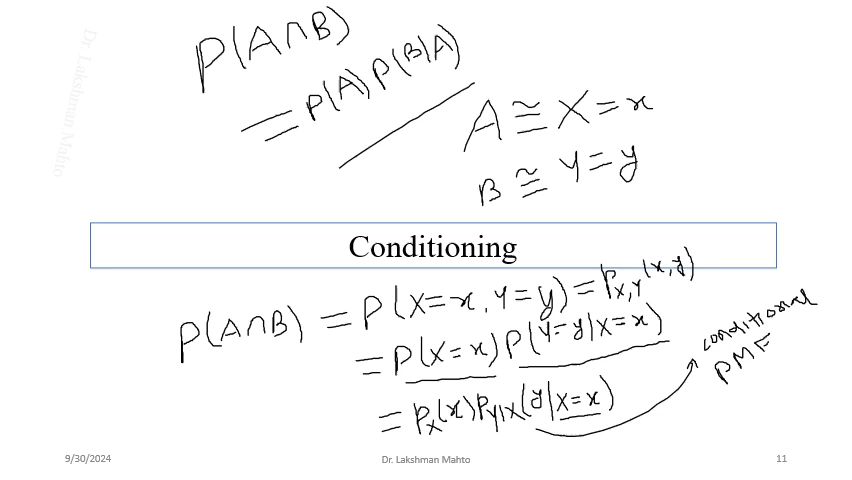 P(A∩B)
= P(A) P(B|A)
A ≅ X = x
B ≅ Y = y
Dr. Lakshman Mahto
Conditioning
P(A∩B) = P(X=x, Y=y) = P_{X,Y}(x,y)
= P(X=x) P(Y=y|X=x)
= P_X(x) P_{Y|X}(y|X=x)
conditional
PMF
9/30/2024
Dr. Lakshman Mahto
11